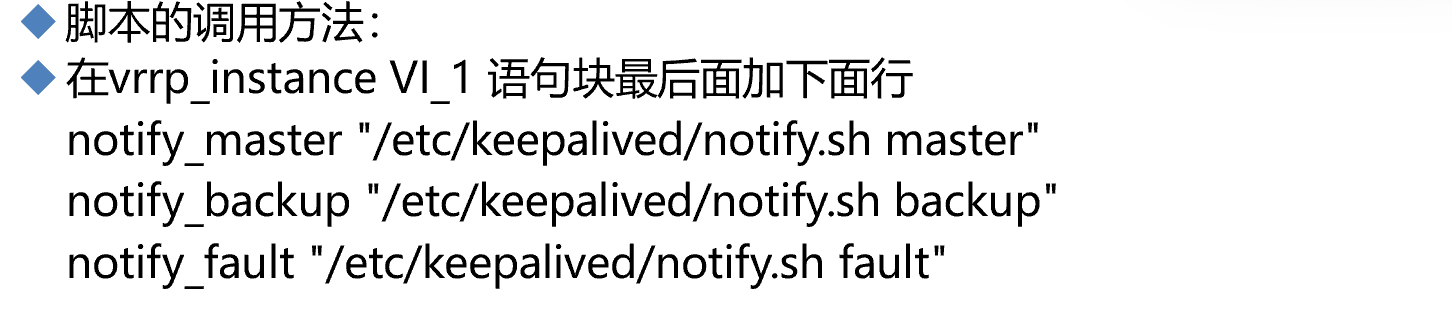 脚本的调用方法：
在vrrp_instance VI_1 语句块最后面加下面行
notify_master "/etc/keepalived/notify.sh master"
notify_backup "/etc/keepalived/notify.sh backup"
notify_fault "/etc/keepalived/notify.sh fault"